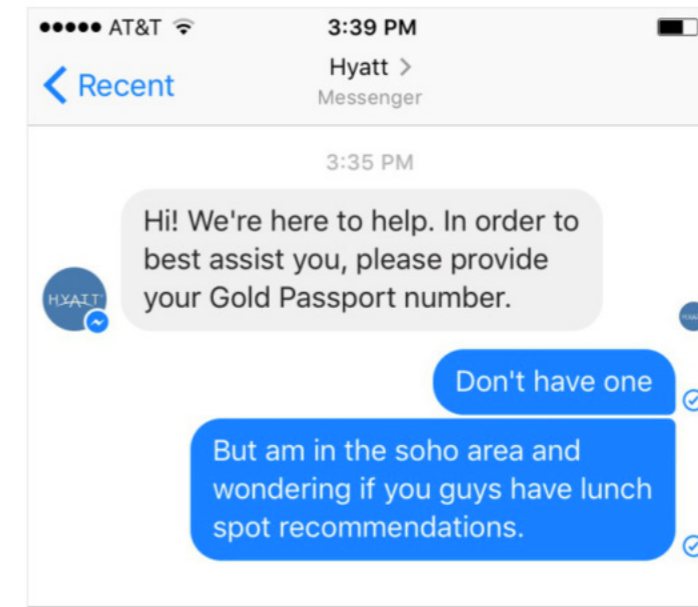 AT&T 3:39 PM
Recent
Hyatt >
Messenger
3:35 PM
Hi! We're here to help. In order to
best assist you, please provide
your Gold Passport number.
HYATT
Don't have one
But am in the soho area and
wondering if you guys have lunch
spot recommendations.